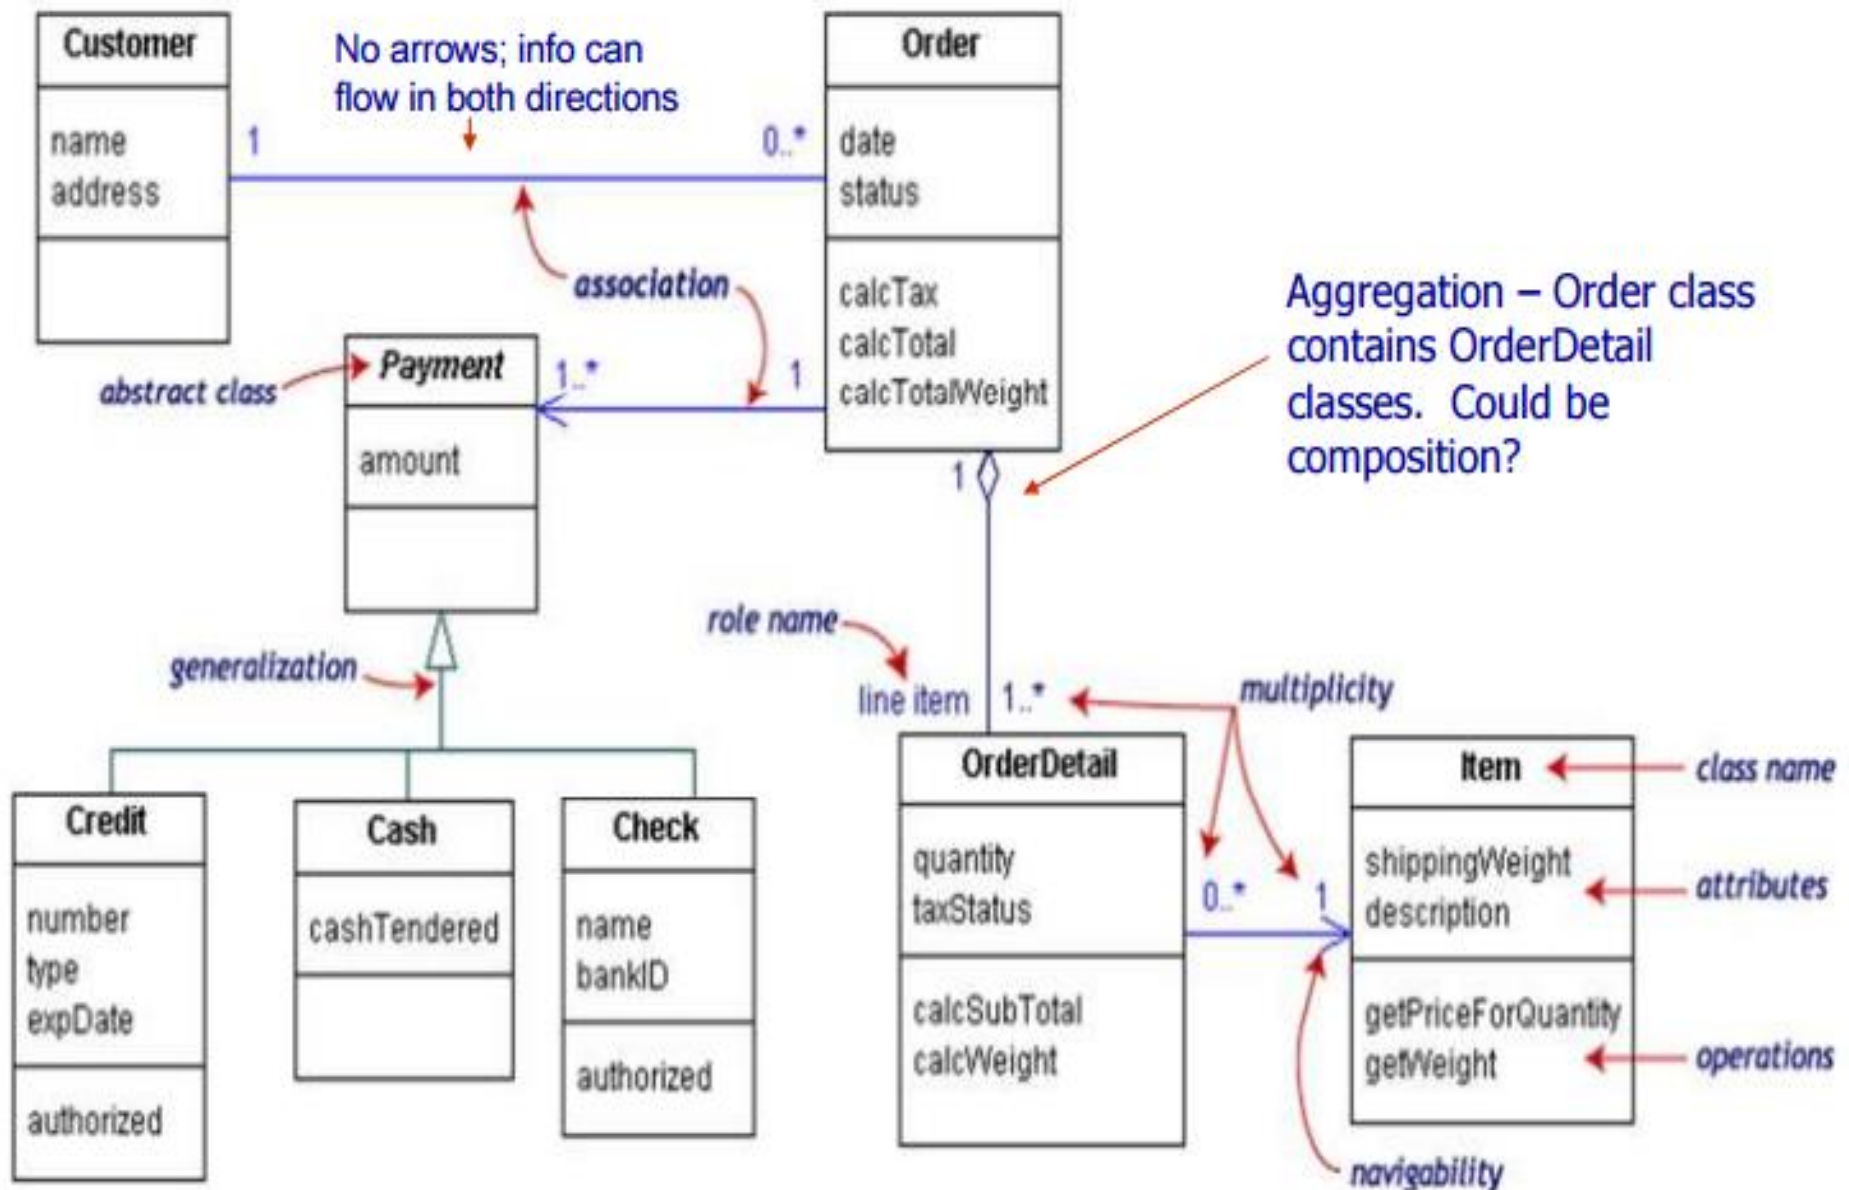 Customer
name
address
No arrows; info can
flow in both directions
1
0..*
Order
date
status
calcTax
calcTotal
calcTotalWeight
association
abstract class
Payment
amount
1..*
1
Aggregation – Order class
contains OrderDetail
classes. Could be
composition?
1
role name
line item
1..*
multiplicity
generalization
Credit
number
type
expDate
authorized
Cash
cashTendered
Check
name
bankID
authorized
OrderDetail
quantity
taxStatus
calcSubTotal
calcWeight
0..*
1
Item
shippingWeight
description
getPriceForQuantity
getWeight
class name
attributes
operations
navigability